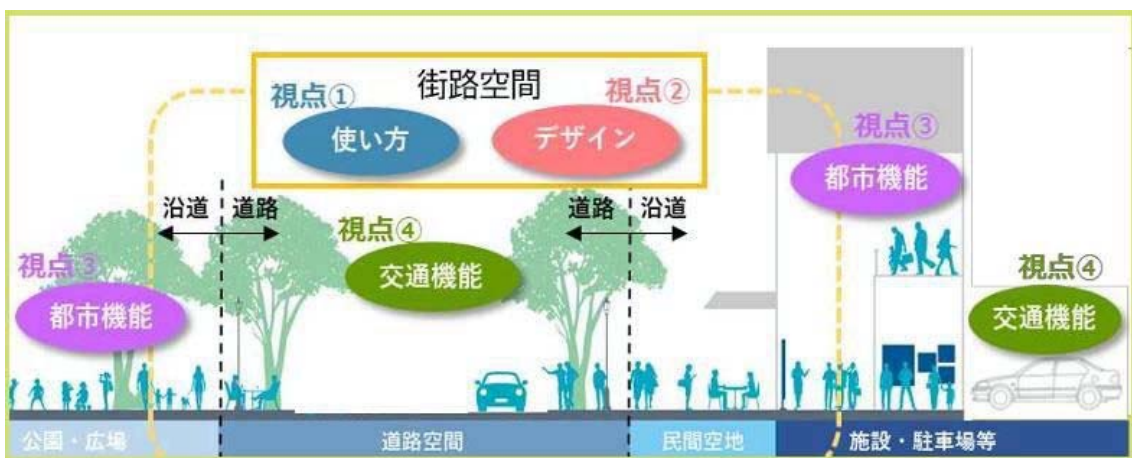 街路空間
視点①
使い方
視点②
デザイン
視点③
都市機能
沿道
道路
視点④
交通機能
道路
沿道
視点③
都市機能
視点④
交通機能
公園・広場
道路空間
民間空地
施設・駐車場等